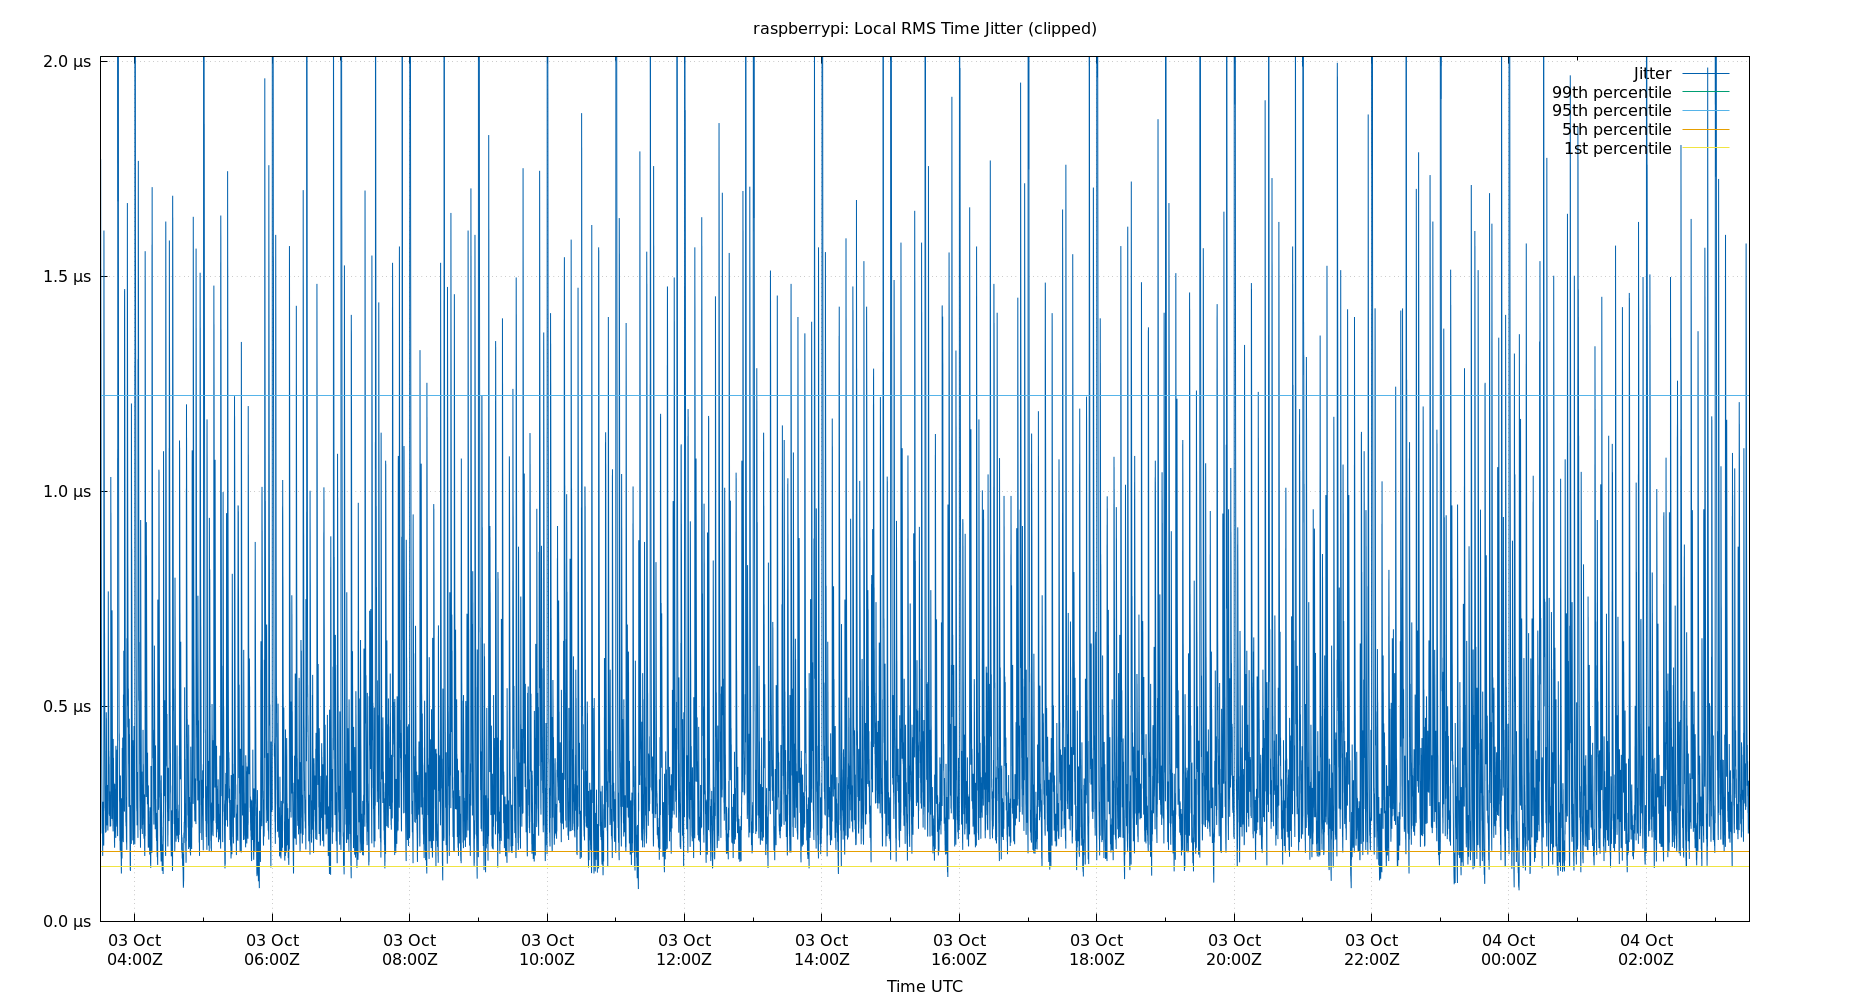 raspberrypi: Local RMS Time Jitter (clipped)
2.0 µs
1.5 µs
1.0 µs
0.5 µs
0.0 µs
Jitter
99th percentile
95th percentile
5th percentile
1st percentile
03 Oct 03 Oct 03 Oct 03 Oct 03 Oct 03 Oct 03 Oct 03 Oct 03 Oct 03 Oct 04 Oct 04 Oct
04:00Z 06:00Z 08:00Z 10:00Z 12:00Z 14:00Z 16:00Z 18:00Z 20:00Z 22:00Z 00:00Z 02:00Z
Time UTC